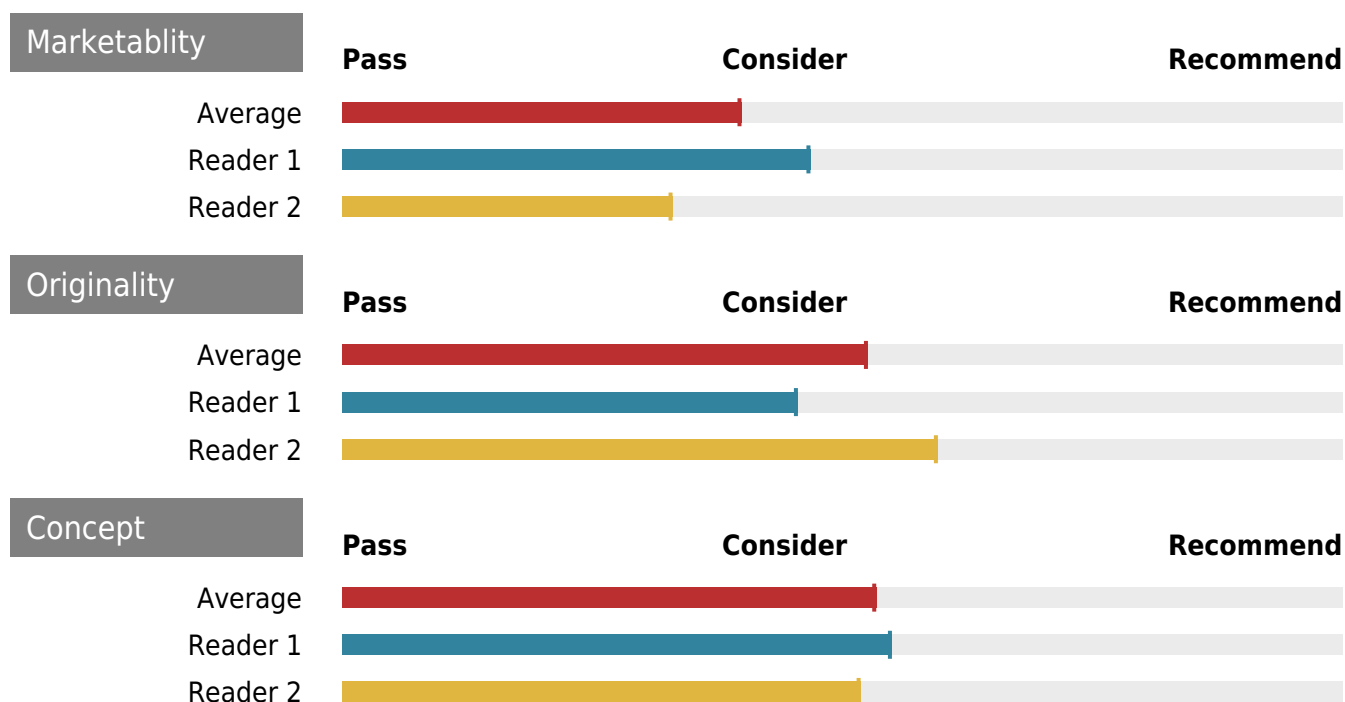 Marketablity
Pass Consider Recommend
Average
Reader 1
Reader 2
Originality
Pass Consider Recommend
Average
Reader 1
Reader 2
Concept
Pass Consider Recommend
Average
Reader 1
Reader 2